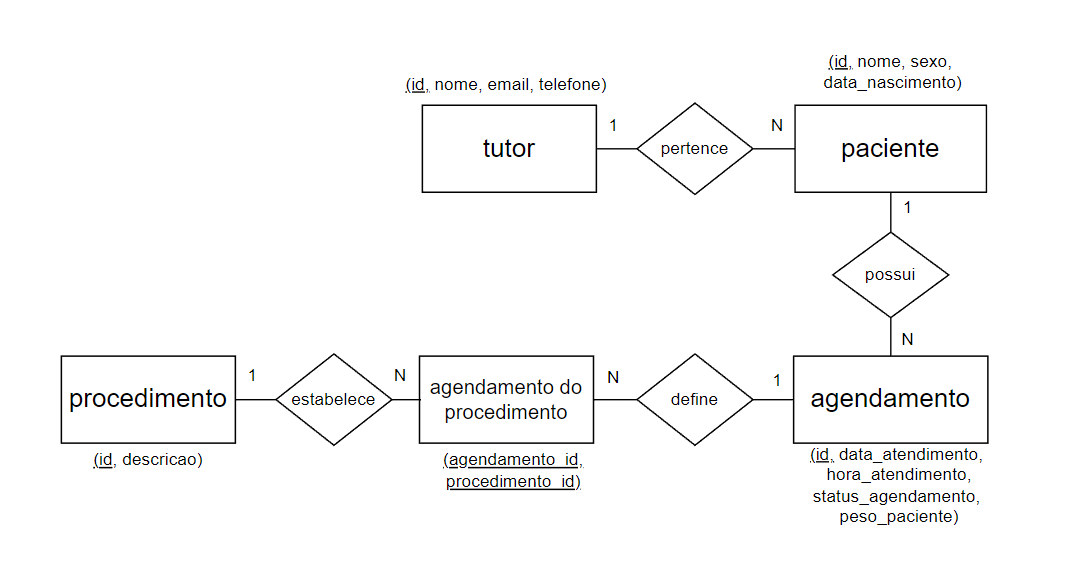 (id, nome, email, telefone)
(id, nome, sexo,
data_nascimento)
tutor
1
pertence
N
paciente
1
possui
N
procedimento
1
estabelece
N
agendamento do
procedimento
N
define
1
agendamento
(id, descricao)
(agendamento_id,
procedimento_id)
(id, data_atendimento,
hora_atendimento,
status_agendamento,
peso_paciente)